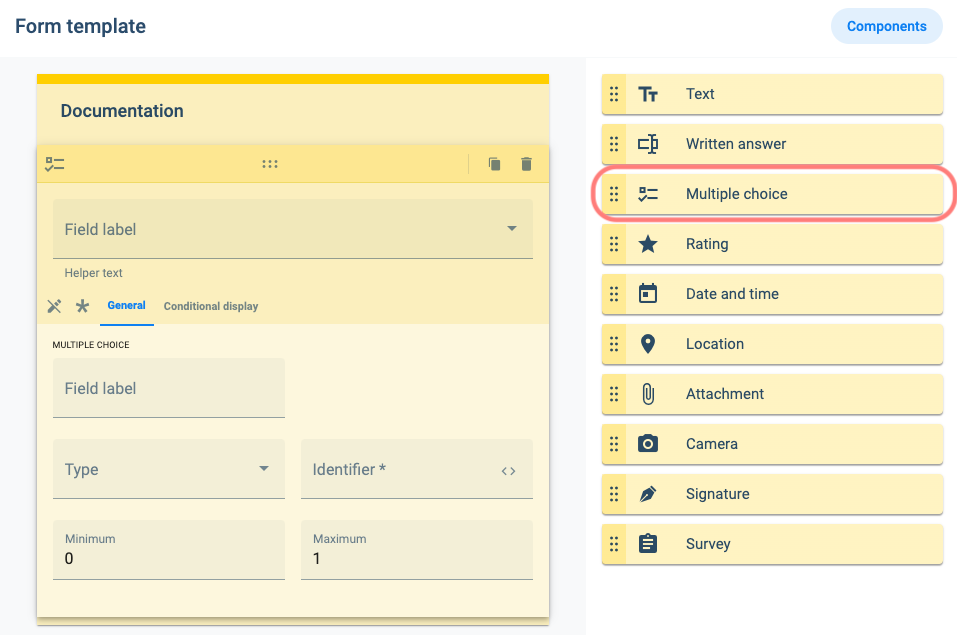 Form template
Components
Documentation
Field label
Helper text
General
Conditional display
MULTIPLE CHOICE
Field label
Type
Identifier *
Minimum
0
Maximum
1
Text
Written answer
Multiple choice
Rating
Date and time
Location
Attachment
Camera
Signature
Survey